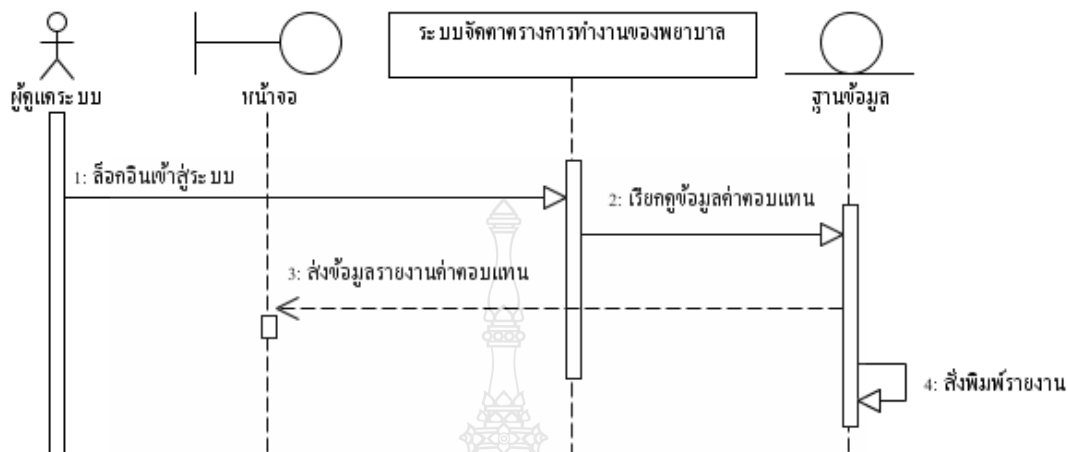 ระบบจัดตาตรางการทำงานของพยาบาล
ผู้ดูแตระบบ
หน้าจอ
ฐานข้อมูล
1: ล็อกอินเข้าสู่ระบบ
2: เรียกดูข้อมูลค่าตอบแทน
3: ส่งข้อมูลรายงานค่าตอบแทน
4: สั่งพิมพ์รายงาน